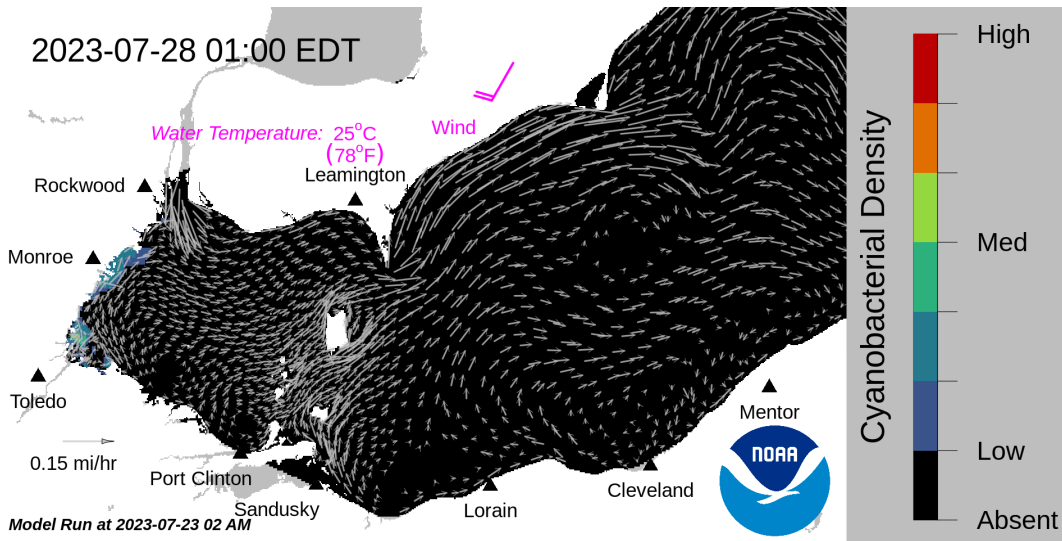 2023-07-28 01:00 EDT
High
Wind
Water Temperature: 25°C
(78°F)
Leamington
Rockwood
Monroe
Med
Cyanobacterial Density
Toledo
Mentor
0.15 mi/hr
NOAA
Port Clinton
Low
Cleveland
Sandusky
Lorain
Model Run at 2023-07-23 02 AM
Absent